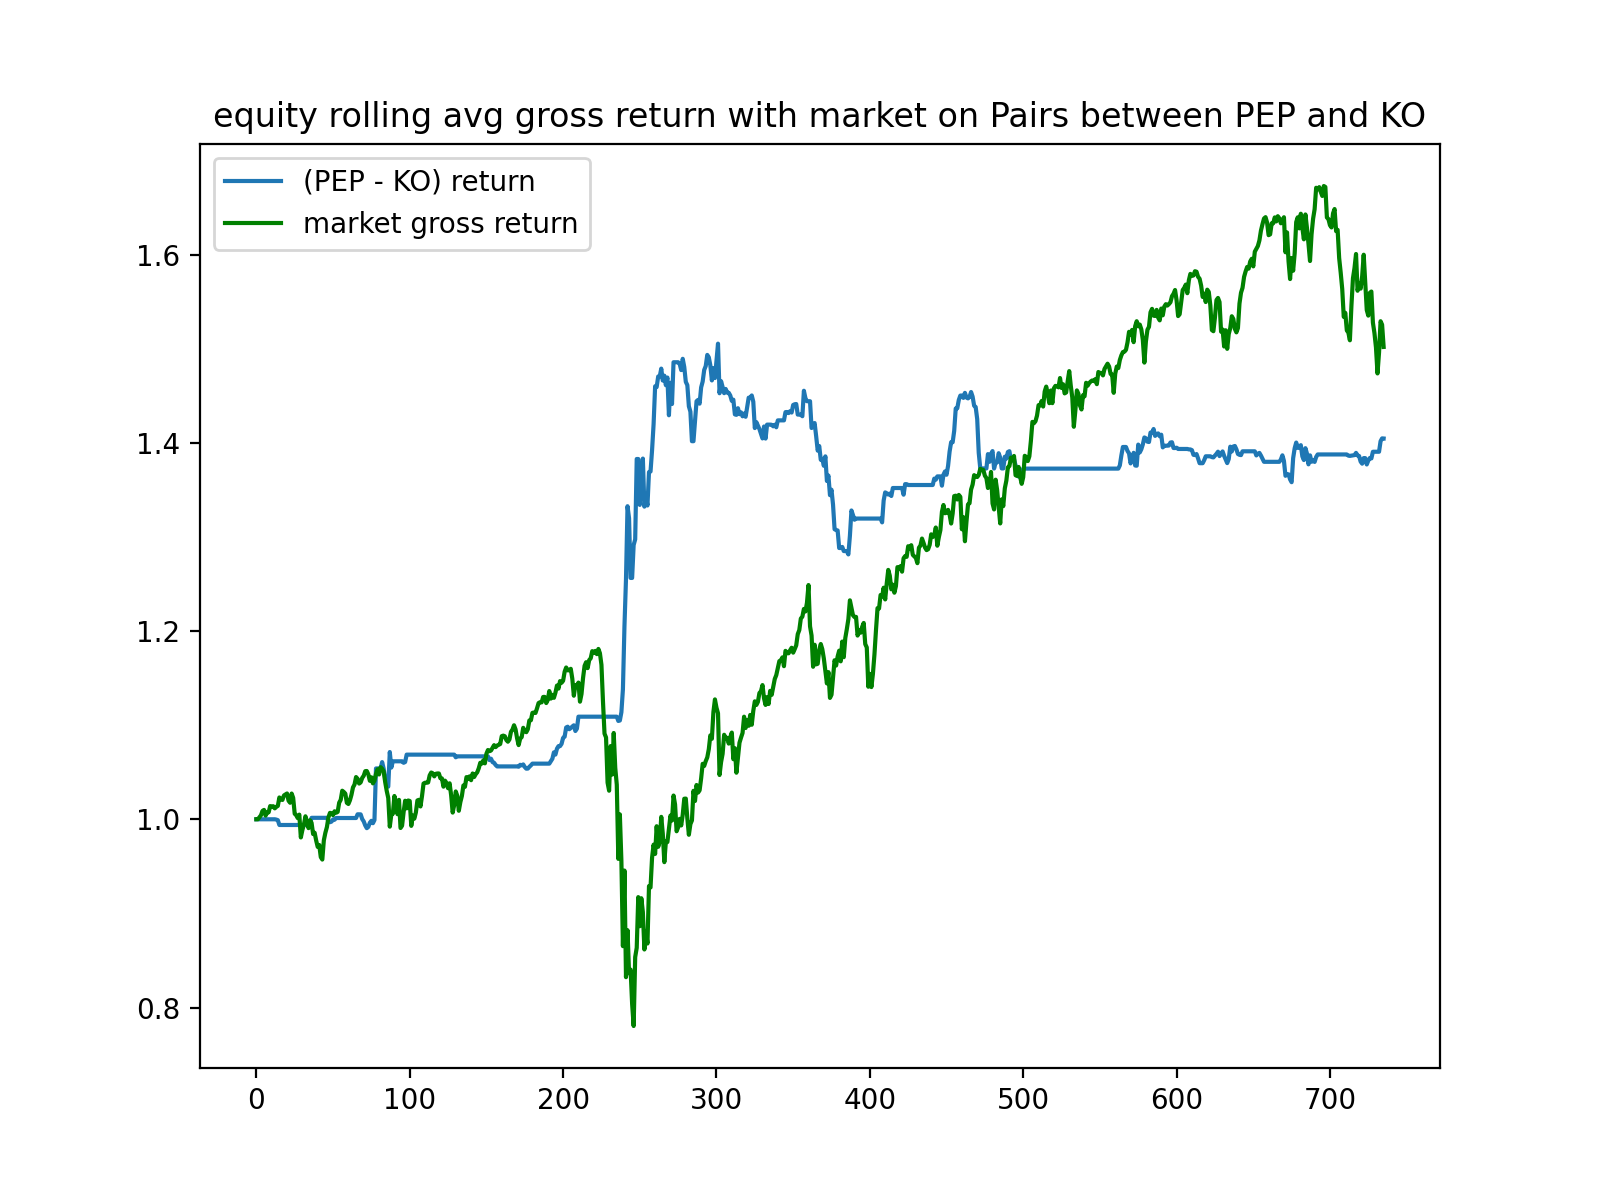 equity rolling avg gross return with market on Pairs between PEP and KO
(PEP - KO) return
market gross return
1.6
1.4
1.2
1.0
0.8
0 100 200 300 400 500 600 700